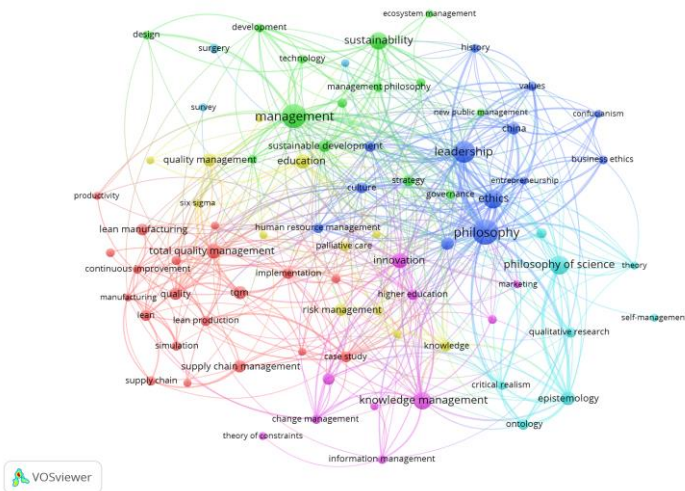 ecosystem management
development
design
sustainability
surgery
history
technology
management philosophy
values
survey
new public management
confucianism
management
china
sustainable development
leadership
quality management
education
business ethics
strategy
entrepreneurship
culture
productivity
governance
ethics
six sigma
human resource management
lean manufacturing
philosophy
palliative care
total quality management
innovation
philosophy of science
theory
continuous improvement
implementation
marketing
manufacturing
quality
tqm
higher education
risk management
self-management
lean
lean production
qualitative research
simulation
knowledge
case study
supply chain management
supply chain
critical realism
knowledge management
epistemology
change management
ontology
theory of constraints
information management
VOSviewer